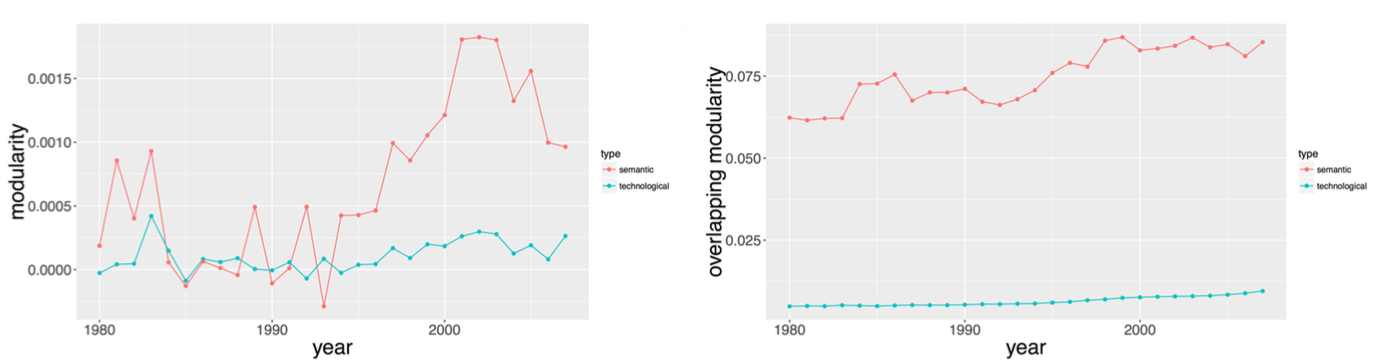 modularity
0.0015
0.0010
0.0005
0.0000
1980 1990 2000
year
type
semantic
technological
overlapping modularity
0.075
0.050
0.025
1980 1990 2000
year
type
semantic
technological